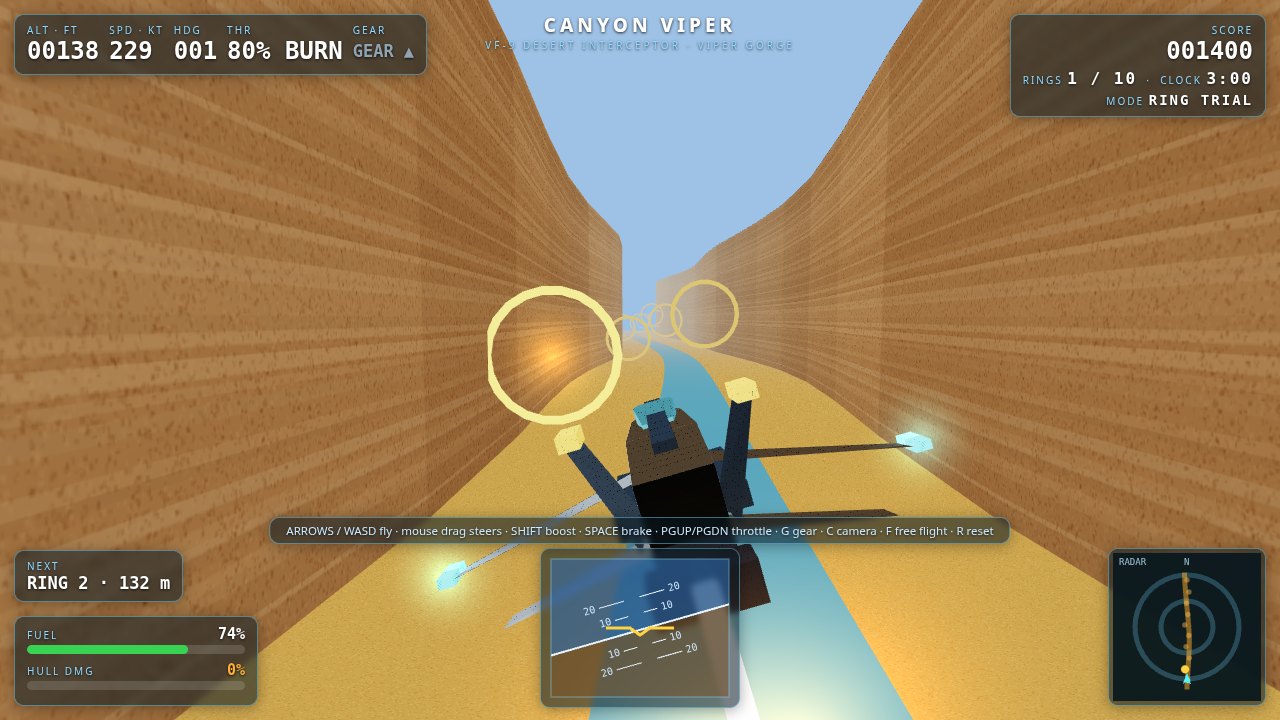 CANYON VIPER
VF-9 DESERT INTERCEPTOR · VIPER GORGE
ALT · FT SPD · KT HDG THR GEAR
00138 229 001 80% BURN GEAR ▲
SCORE
001400
RINGS 1 / 10 · CLOCK 3:00
MODE RING TRIAL
ARROWS / WASD fly · mouse drag steers · SHIFT boost · SPACE brake · PGUP/PGDN throttle · G gear · C camera · F free flight · R reset
NEXT
RING 2 · 132 m
FUEL 74%
HULL DMG 0%
20 20
10 10
10 10
20 20
RADAR N